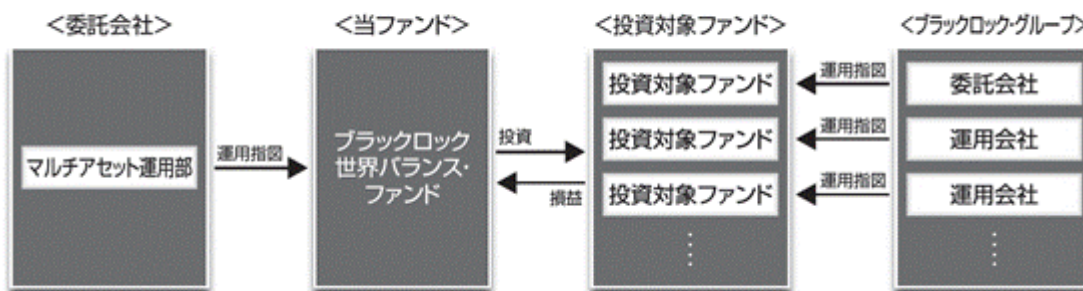 <委託会社>
マルチアセット運用部
運用指図
<当ファンド>
ブラックロック
世界バランス・
ファンド
投資
損益
<投資対象ファンド>
投資対象ファンド
投資対象ファンド
投資対象ファンド
⋮
運用指図
運用指図
運用指図
<ブラックロック・グループ>
委託会社
運用会社
運用会社
⋮